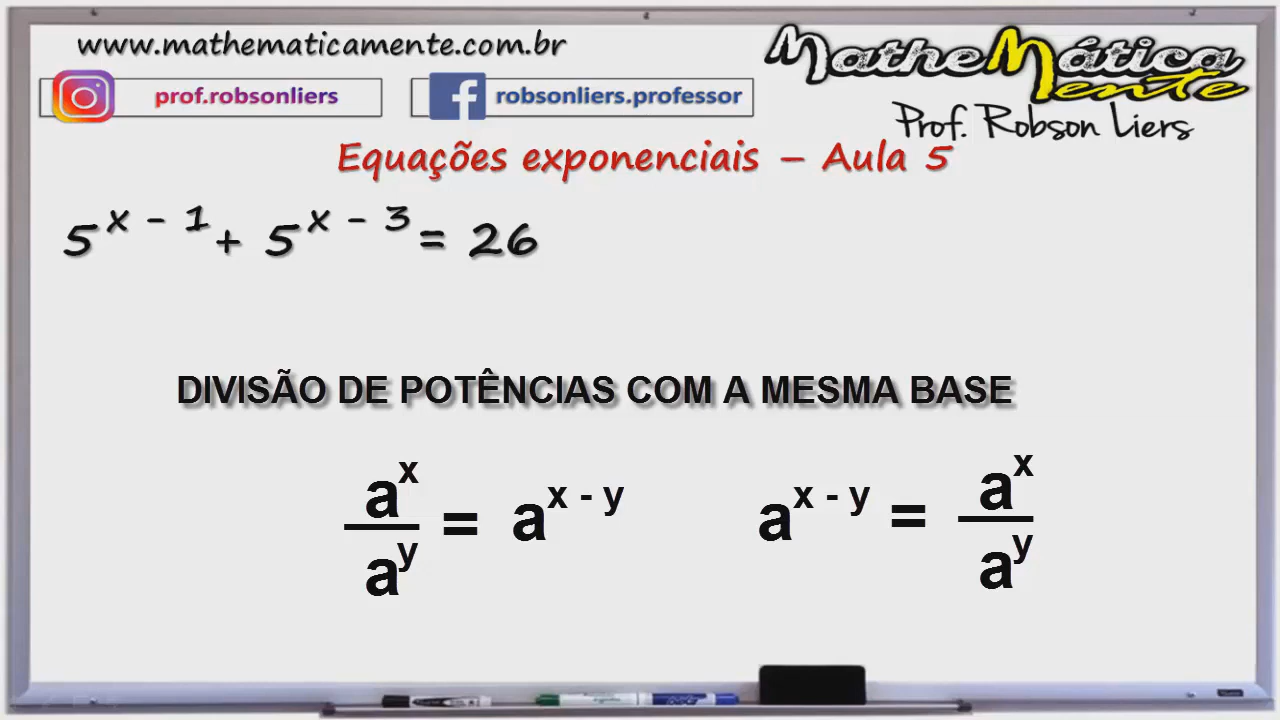 www.mathematicamente.com.br
MatheMática
mente
prof.robsonliers
robsonliers.professor
Prof. Robson Liers
Equações exponenciais – Aula 5
5^{x - 1} + 5^{x - 3} = 26
DIVISÃO DE POTÊNCIAS COM A MESMA BASE
a^x / a^y = a^{x - y}    a^{x - y} = a^x / a^y